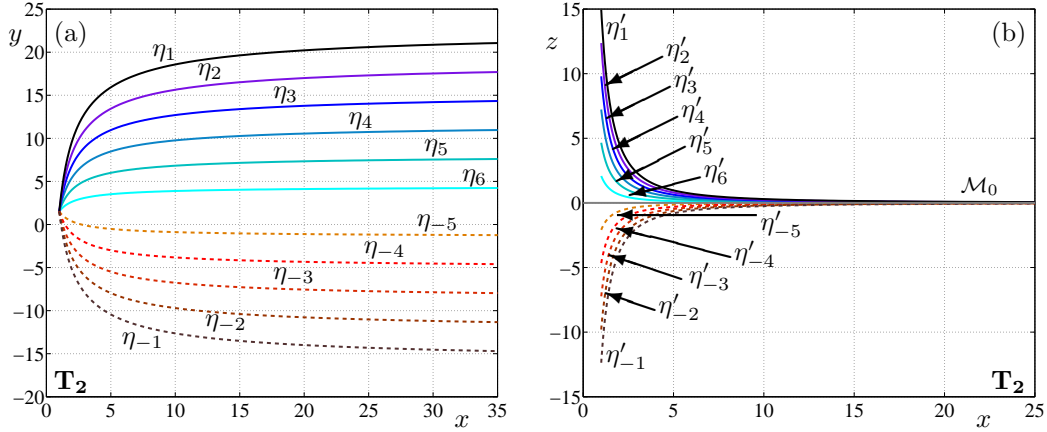 (a)
y
25
20
15
10
5
0
−5
−10
−15
−20
η₁
η₂
η₃
η₄
η₅
η₆
η₋₅
η₋₄
η₋₃
η₋₂
η₋₁
T₂
0 5 10 15 20 25 30 35
x
(b)
z
15
10
5
0
−5
−10
−15
η′₁
η′₂
η′₃
η′₄
η′₅
η′₆
M₀
η′₋₅
η′₋₄
η′₋₃
η′₋₂
η′₋₁
T₂
0 5 10 15 20 25
x